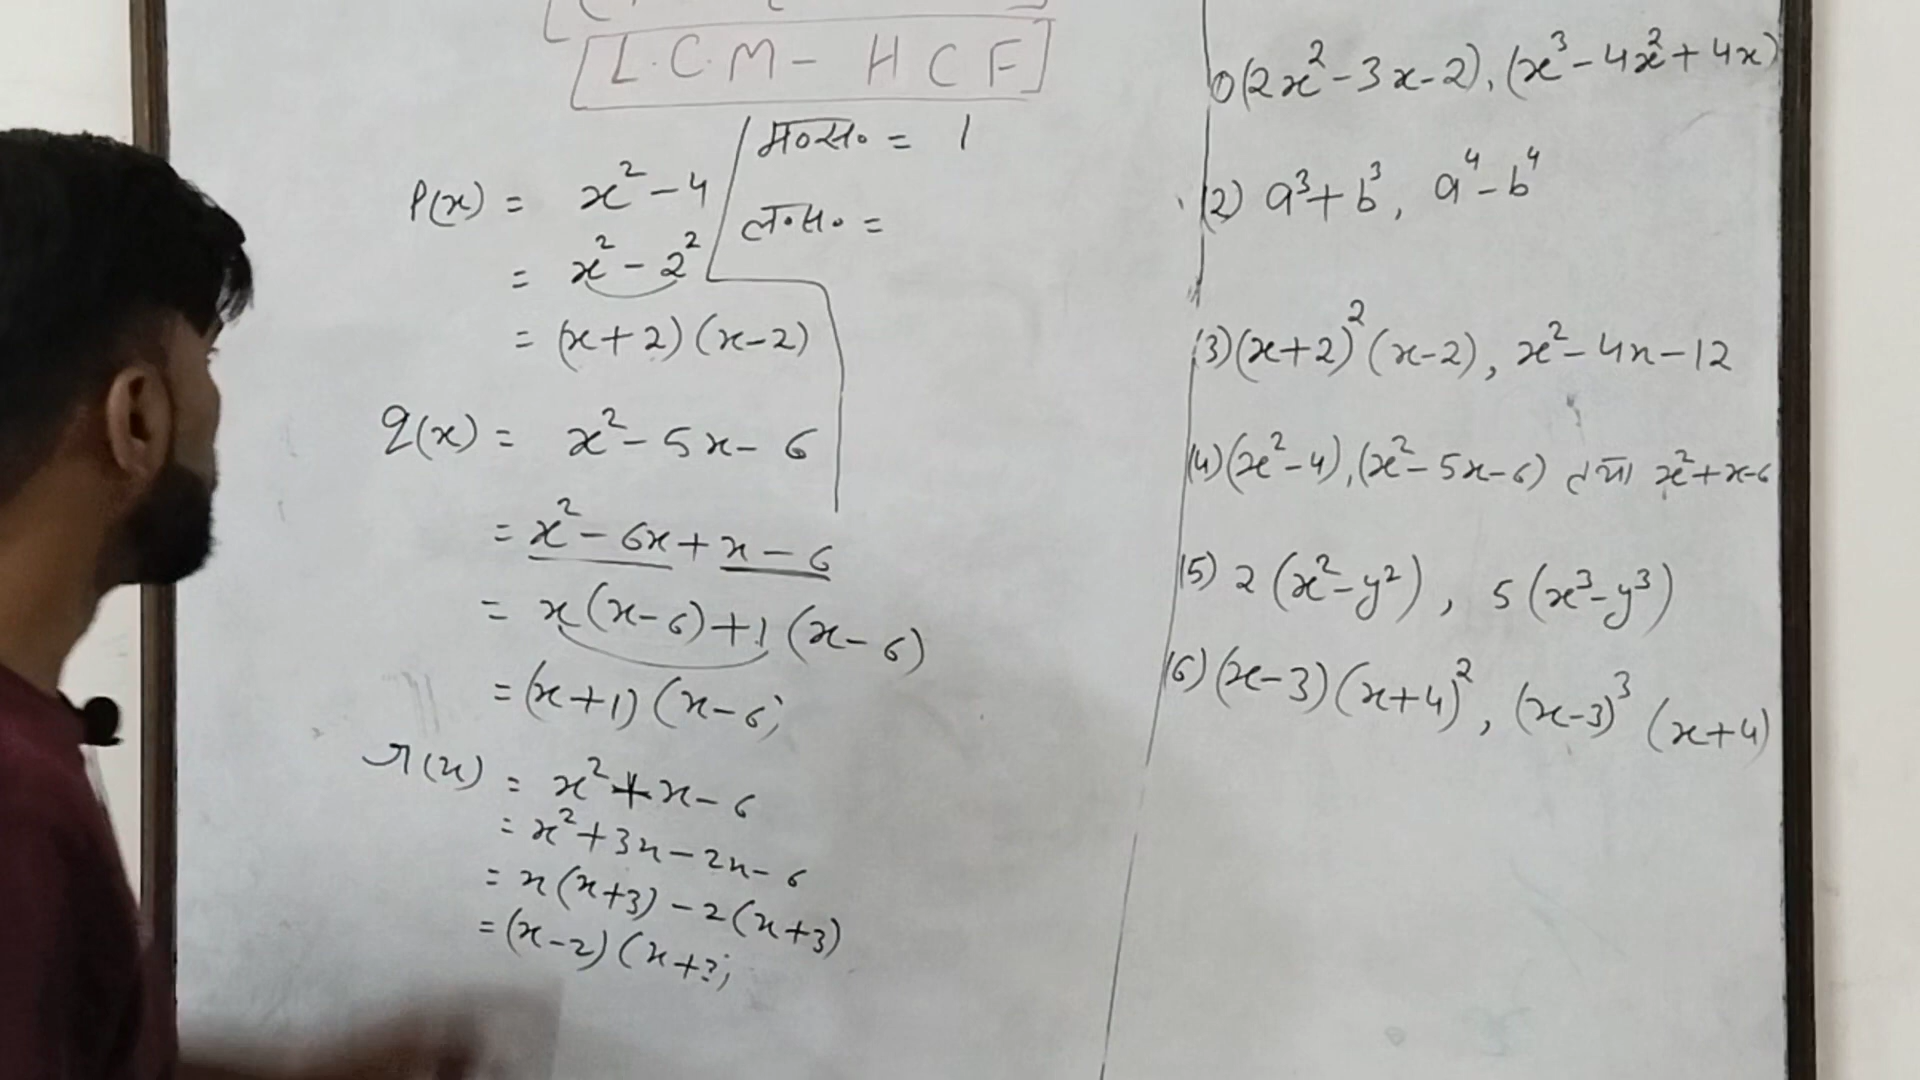 [L.C.M - H C F]
म०स० = 1
P(x) = x² - 4
ल०स० =
= x² - 2²
= (x+2) (x-2)
q(x) = x² - 5x - 6
= x² - 6x + x - 6
= x(x-6) + 1 (x-6)
= (x+1) (x-6)
r(x) = x² + x - 6
= x² + 3x - 2x - 6
= x(x+3) - 2(x+3)
= (x-2) (x+3)
(2x² - 3x - 2), (x³ - 4x² + 4x)
(2) a³ + b³, a⁴ - b⁴
(3) (x+2)² (x-2), x² - 4x - 12
(4) (x² - 4), (x² - 5x - 6) तथा x² + x - 6
(5) 2 (x² - y²), 5 (x³ - y³)
(6) (x-3) (x+4)², (x-3)³ (x+4)